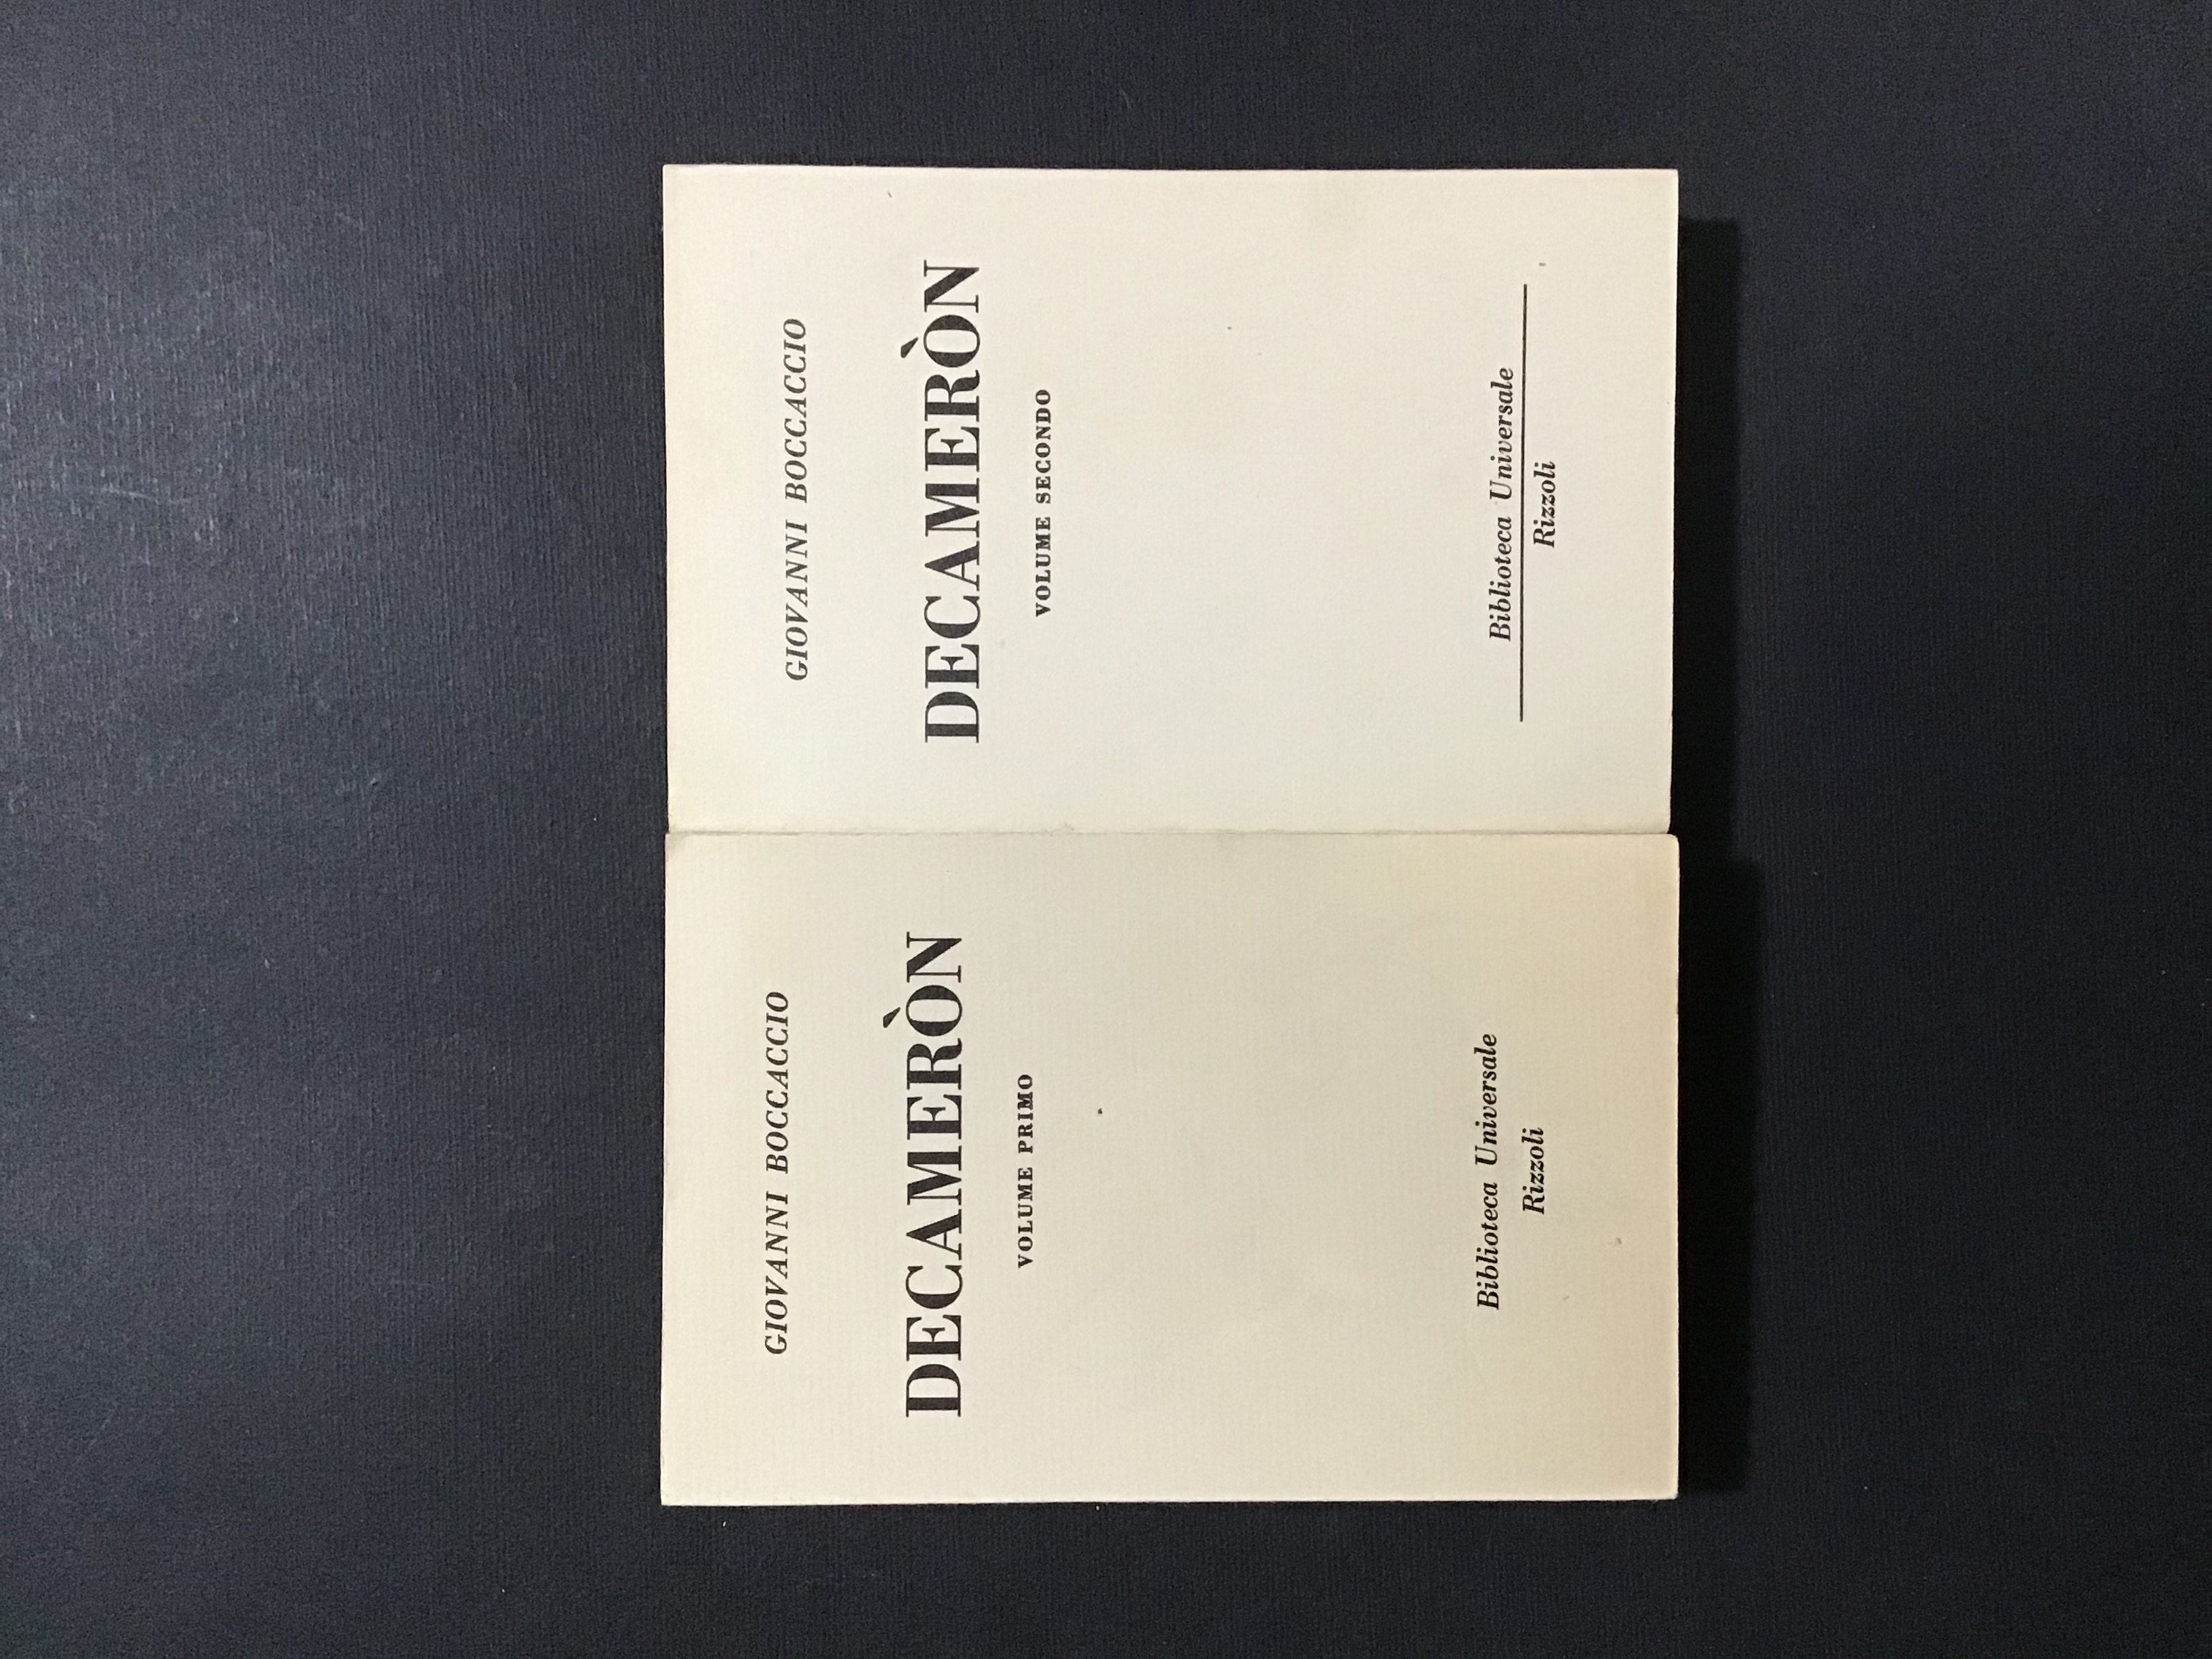 GIOVANNI BOCCACCIO
DECAMERÒN
VOLUME PRIMO
Biblioteca Universale
Rizzoli
GIOVANNI BOCCACCIO
DECAMERÒN
VOLUME SECONDO
Biblioteca Universale
Rizzoli